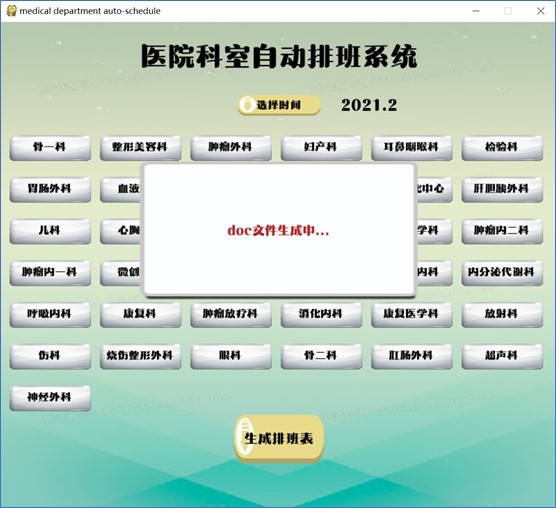 medical department auto-schedule
医院科室自动排班系统
选择时间 2021.2
骨一科 整形美容科 肿瘤外科 妇产科 耳鼻咽喉科 检验科
胃肠外科 血液 化中心 肝胆胰外科
儿科 心胸 学科 肿瘤内二科
doc文件生成中...
肿瘤内一科 微创 内科 内分泌代谢科
呼吸内科 康复科 肿瘤放疗科 消化内科 康复医学科 放射科
伤科 烧伤整形外科 眼科 骨二科 肛肠外科 超声科
神经外科
生成排班表